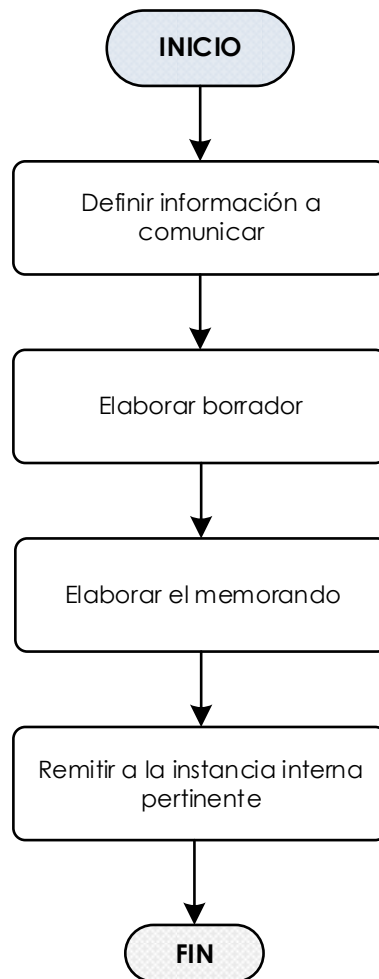 INICIO
Definir información a
comunicar
Elaborar borrador
Elaborar el memorando
Remitir a la instancia interna
pertinente
FIN